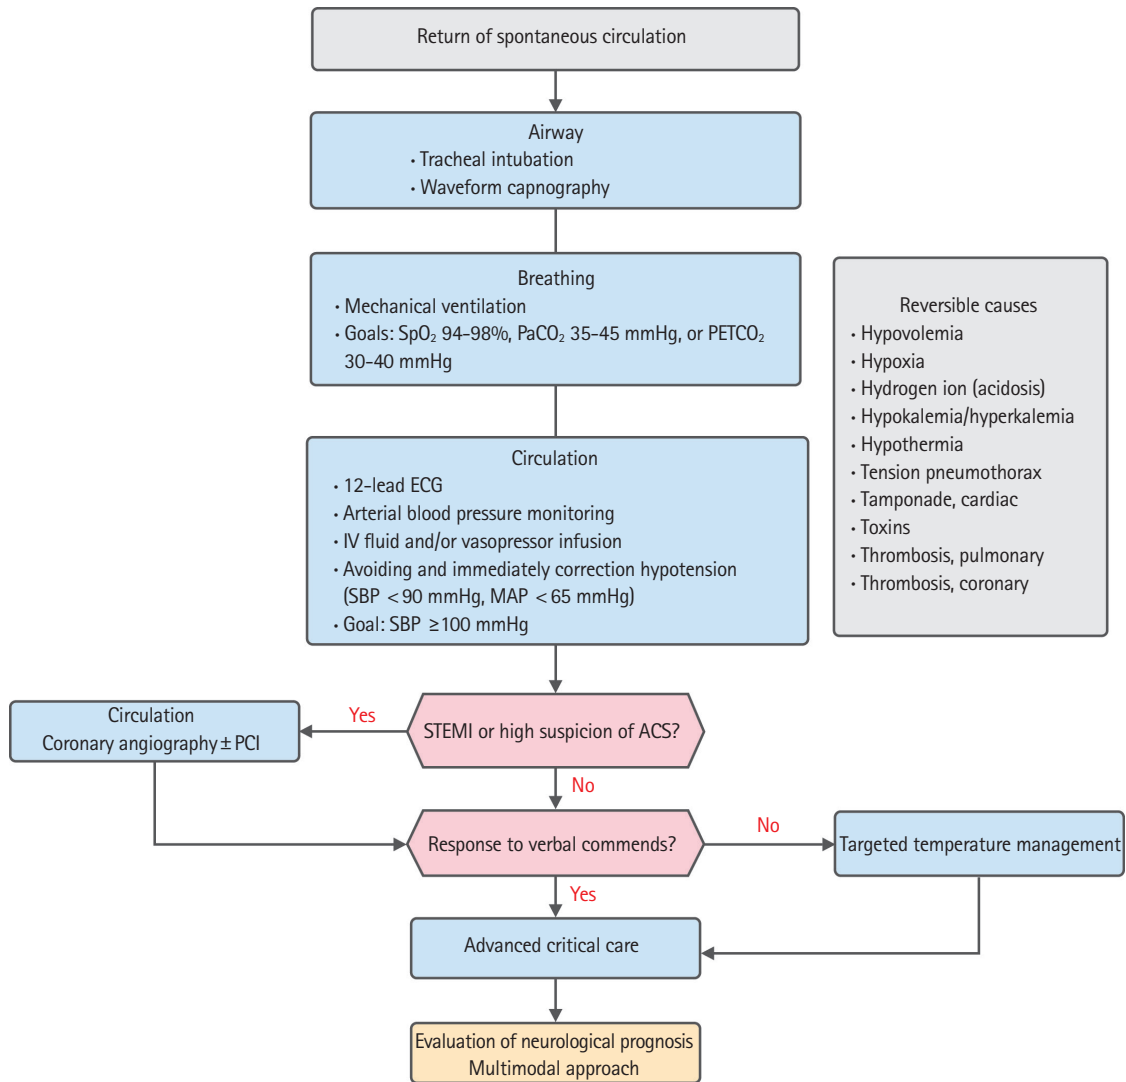 Return of spontaneous circulation
Airway
· Tracheal intubation
· Waveform capnography
Breathing
· Mechanical ventilation
· Goals: SpO₂ 94–98%, PaCO₂ 35–45 mmHg, or PETCO₂
30–40 mmHg
Circulation
· 12-lead ECG
· Arterial blood pressure monitoring
· IV fluid and/or vasopressor infusion
· Avoiding and immediately correction hypotension
(SBP <90 mmHg, MAP <65 mmHg)
· Goal: SBP ≥100 mmHg
Reversible causes
· Hypovolemia
· Hypoxia
· Hydrogen ion (acidosis)
· Hypokalemia/hyperkalemia
· Hypothermia
· Tension pneumothorax
· Tamponade, cardiac
· Toxins
· Thrombosis, pulmonary
· Thrombosis, coronary
STEMI or high suspicion of ACS?
Yes
Circulation
Coronary angiography ± PCI
No
Response to verbal commends?
No
Targeted temperature management
Yes
Advanced critical care
Evaluation of neurological prognosis
Multimodal approach